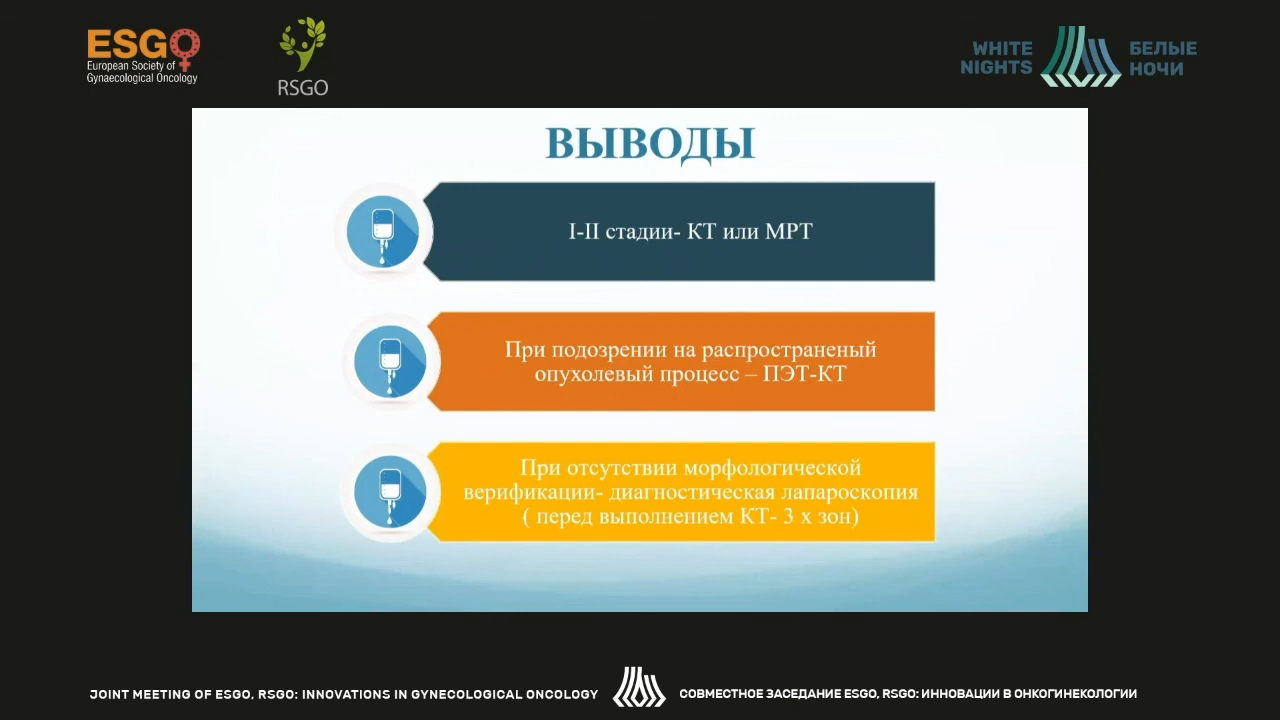 ESGO
European Society of
Gynaecological Oncology
RSGO
WHITE
NIGHTS
БЕЛЫЕ
НОЧИ
ВЫВОДЫ
I-II стадии- КТ или МРТ
При подозрении на распространеный
опухолевый процесс – ПЭТ-КТ
При отсутствии морфологической
верификации- диагностическая лапароскопия
( перед выполнением КТ- 3 х зон)
JOINT MEETING OF ESGO, RSGO: INNOVATIONS IN GYNECOLOGICAL ONCOLOGY
СОВМЕСТНОЕ ЗАСЕДАНИЕ ESGO, RSGO: ИННОВАЦИИ В ОНКОГИНЕКОЛОГИИ